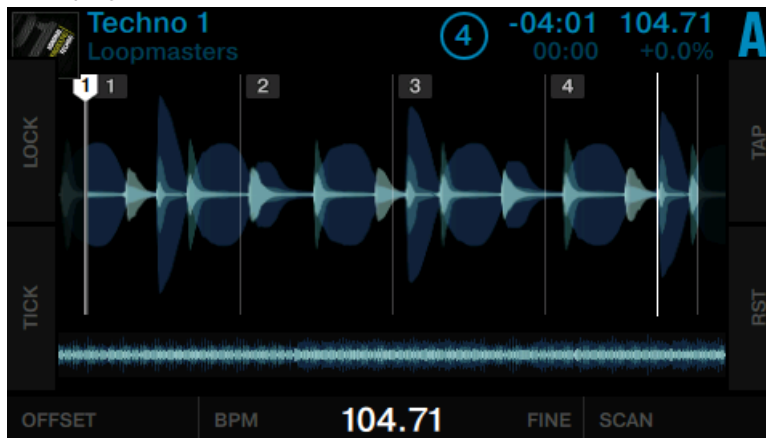 Techno 1
Loopmasters
4
-04:01 104.71
00:00 +0.0%
A
1 1 2 3 4
LOCK
TICK
TAP
RST
OFFSET BPM 104.71 FINE SCAN